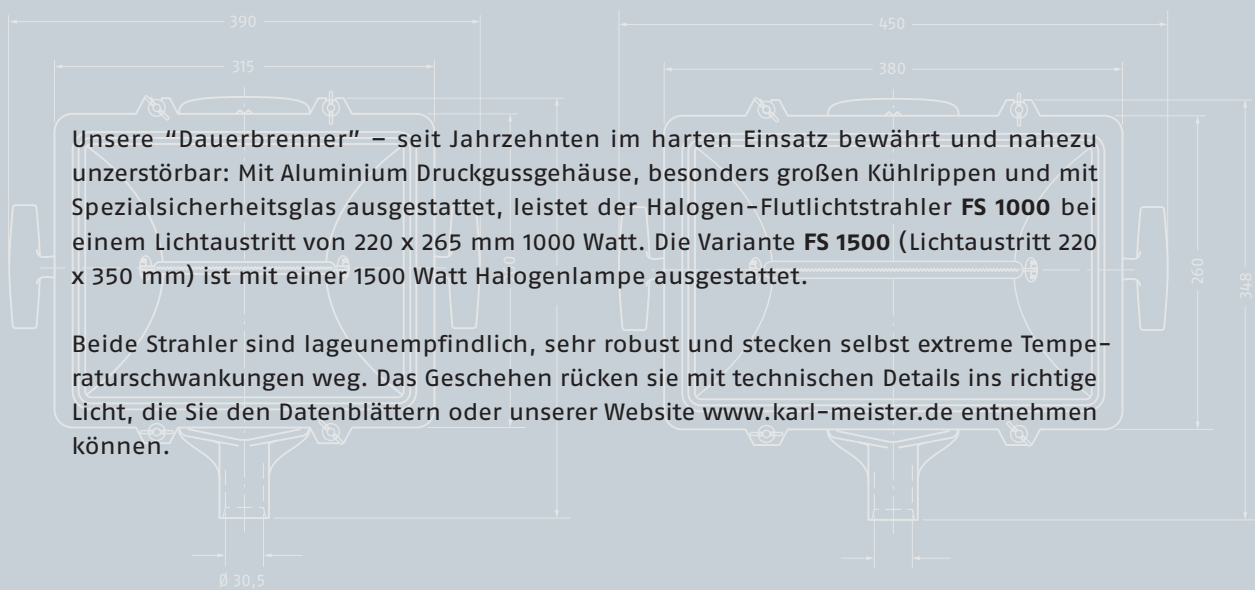 390
450
315
380
Unsere “Dauerbrenner” – seit Jahrzehnten im harten Einsatz bewährt und nahezu
unzerstörbar: Mit Aluminium Druckgussgehäuse, besonders großen Kühlrippen und mit
Spezialsicherheitsglas ausgestattet, leistet der Halogen-Flutlichtstrahler FS 1000 bei
einem Lichtaustritt von 220 x 265 mm 1000 Watt. Die Variante FS 1500 (Lichtaustritt 220
x 350 mm) ist mit einer 1500 Watt Halogenlampe ausgestattet.
260
348
Beide Strahler sind lageunempfindlich, sehr robust und stecken selbst extreme Tempe-
raturschwankungen weg. Das Geschehen rücken sie mit technischen Details ins richtige
Licht, die Sie den Datenblättern oder unserer Website www.karl-meister.de entnehmen
können.
Ø 30,5